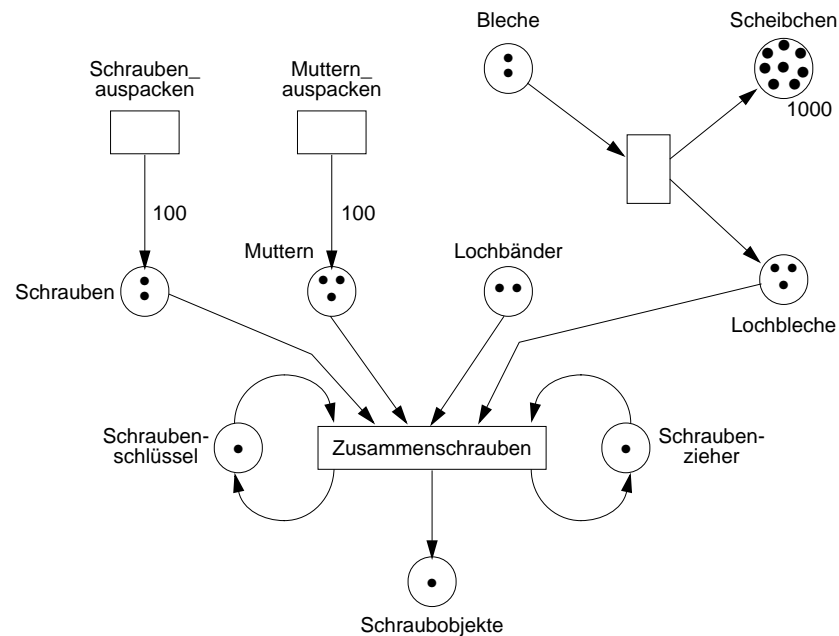 Bleche
Scheibchen
Schrauben_
auspacken
Muttern_
auspacken
1000
100
100
Muttern
Lochbänder
Schrauben
Lochbleche
Schrauben-
schlüssel
Zusammenschrauben
Schrauben-
zieher
Schraubobjekte